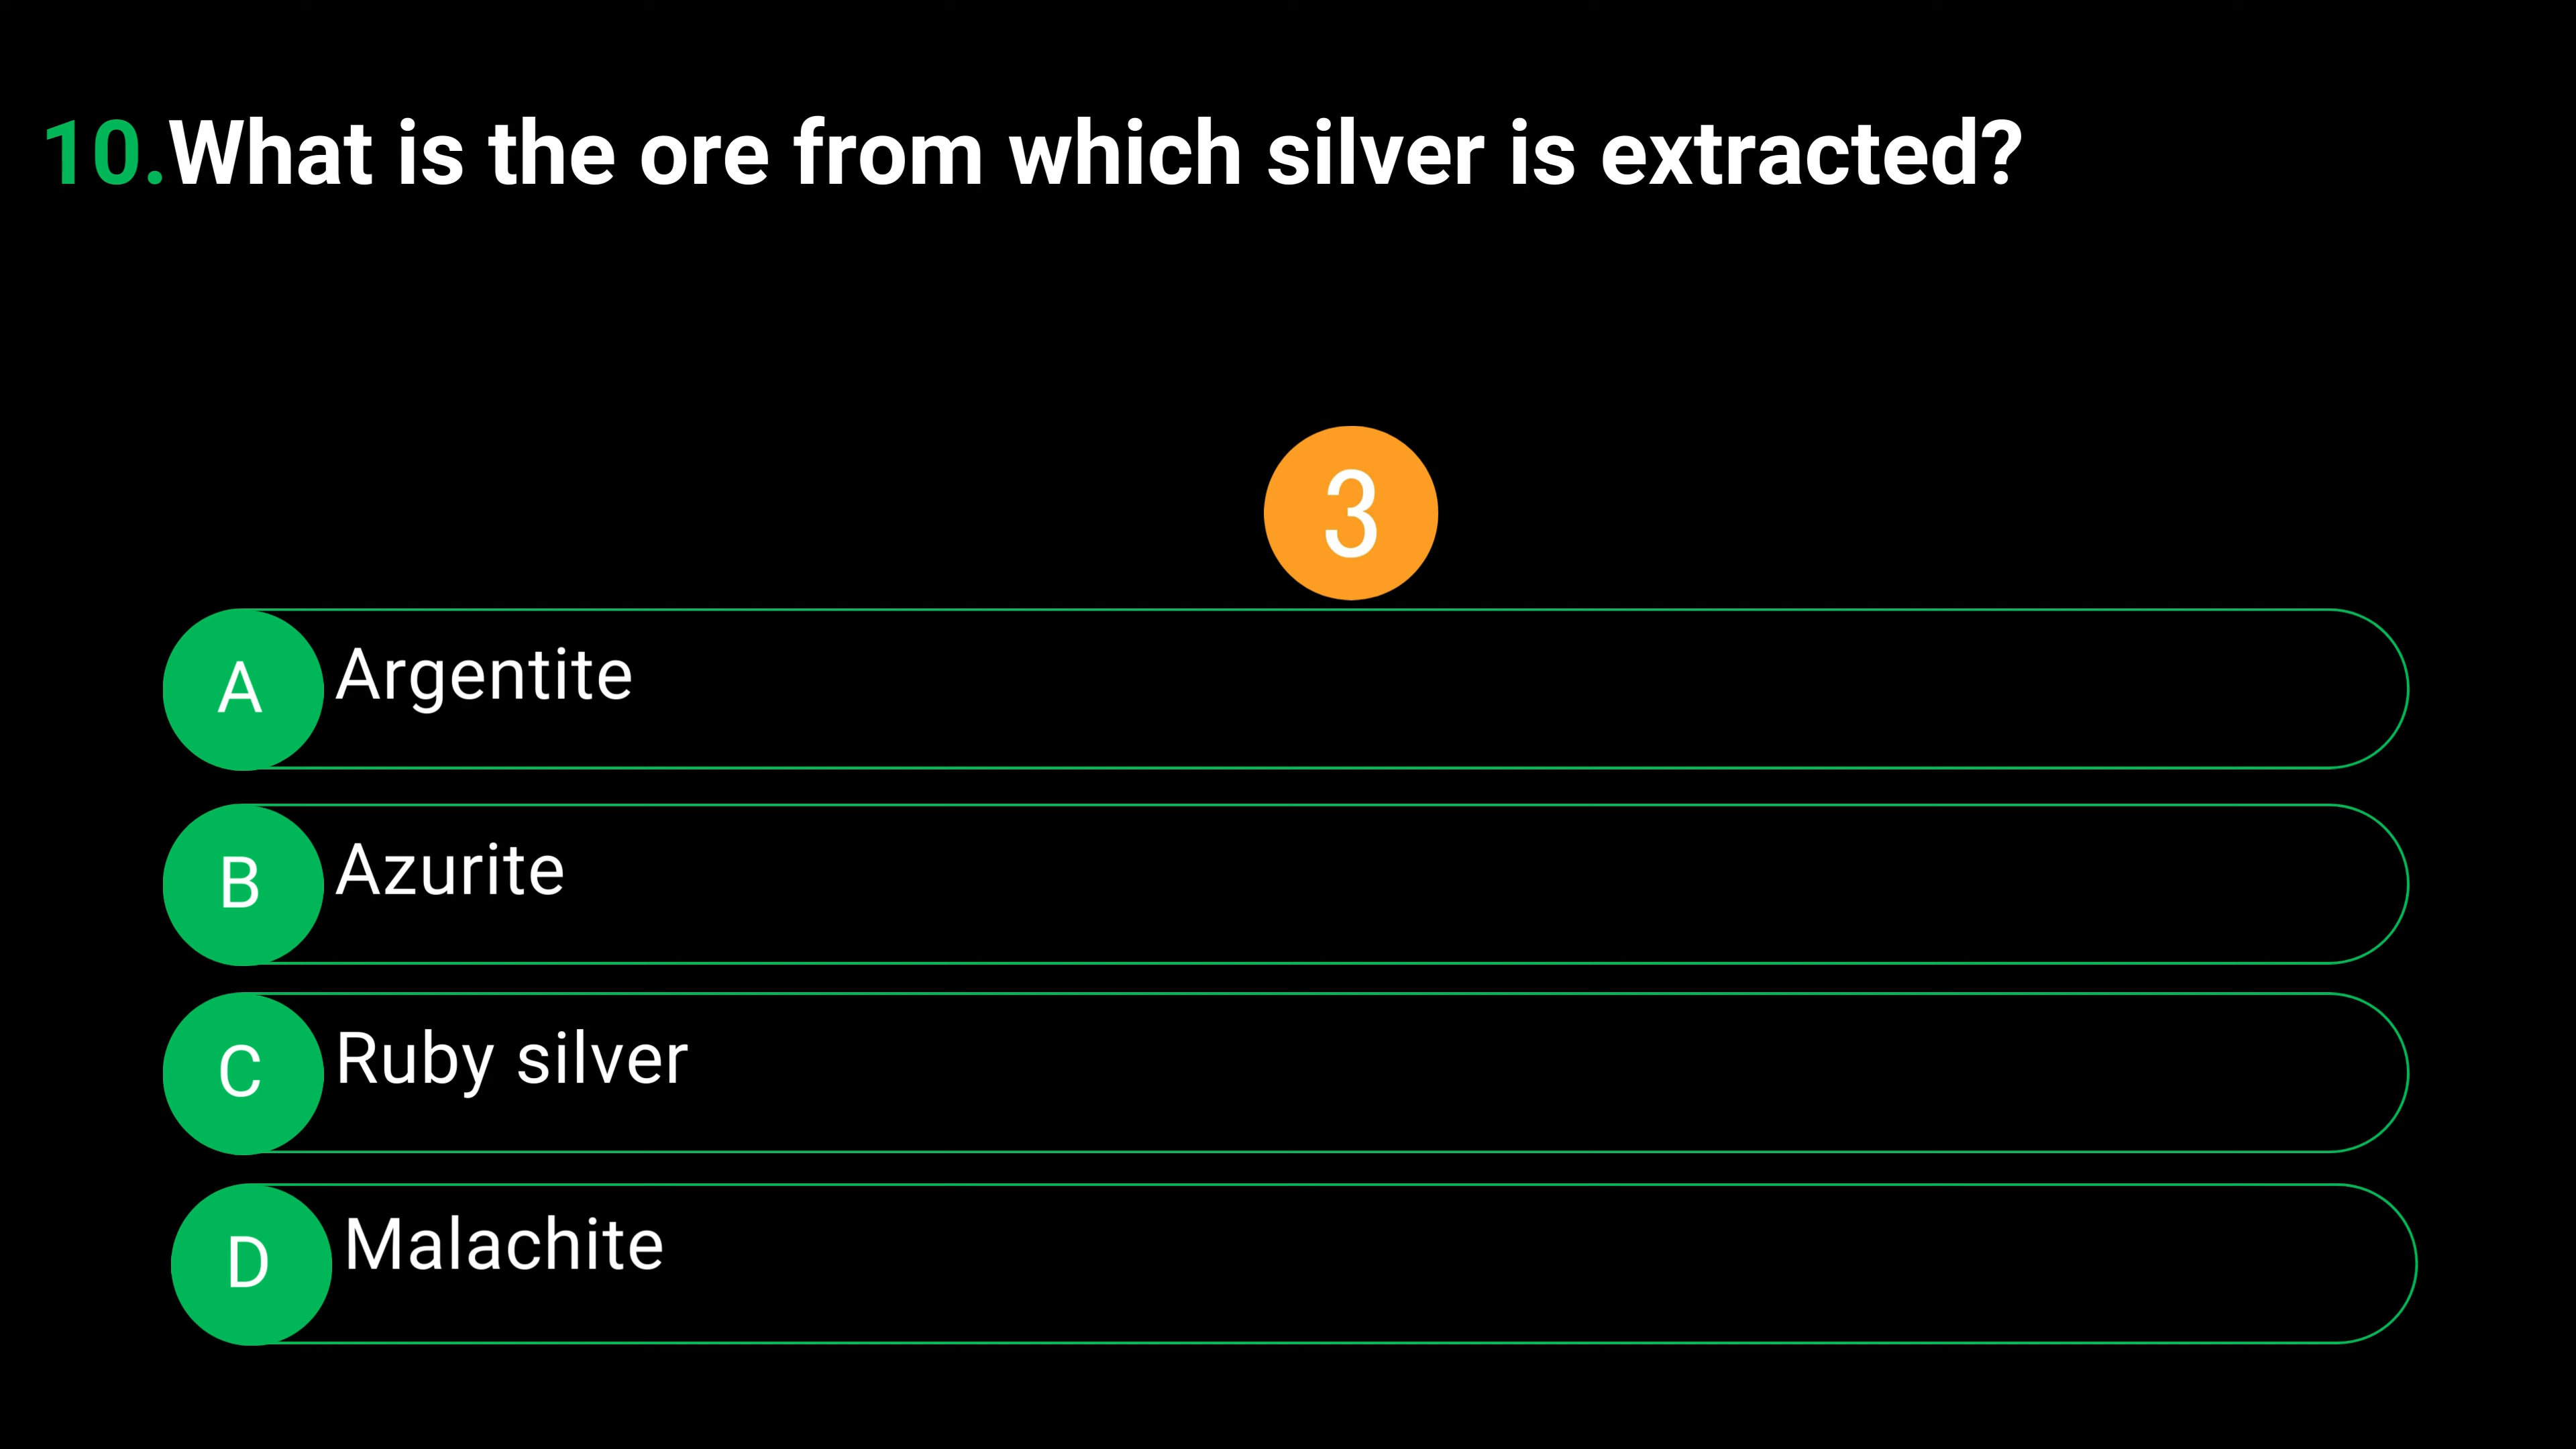 10.What is the ore from which silver is extracted?
3
A Argentite
B Azurite
C Ruby silver
D Malachite